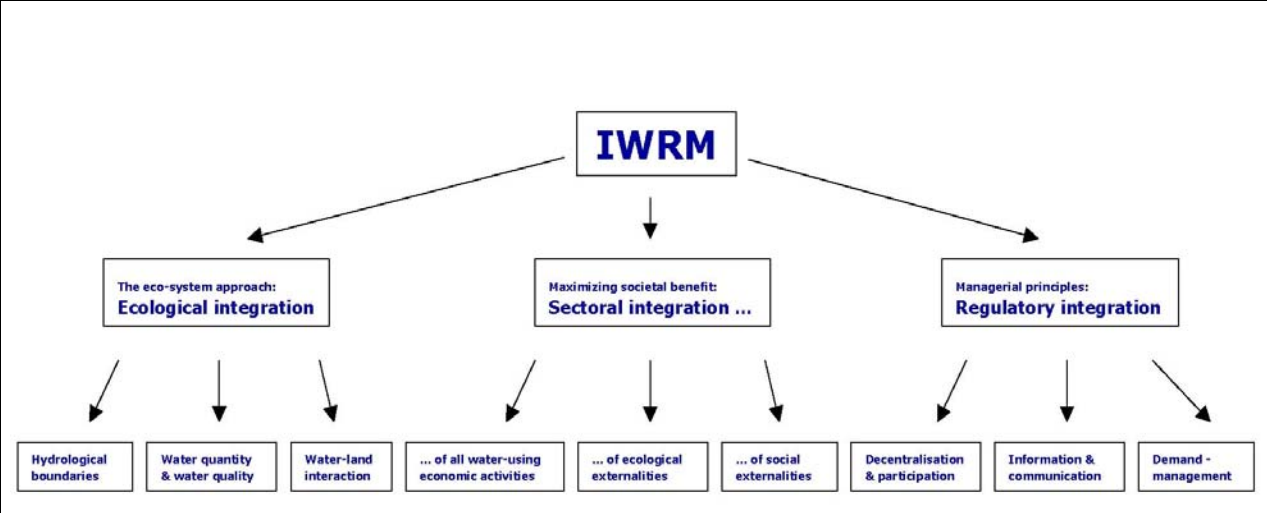 IWRM
The eco-system approach:
Ecological integration
Maximizing societal benefit:
Sectoral integration ...
Managerial principles:
Regulatory integration
Hydrological
boundaries
Water quantity
& water quality
Water-land
interaction
... of all water-using
economic activities
... of ecological
externalities
... of social
externalities
Decentralisation
& participation
Information &
communication
Demand -
management